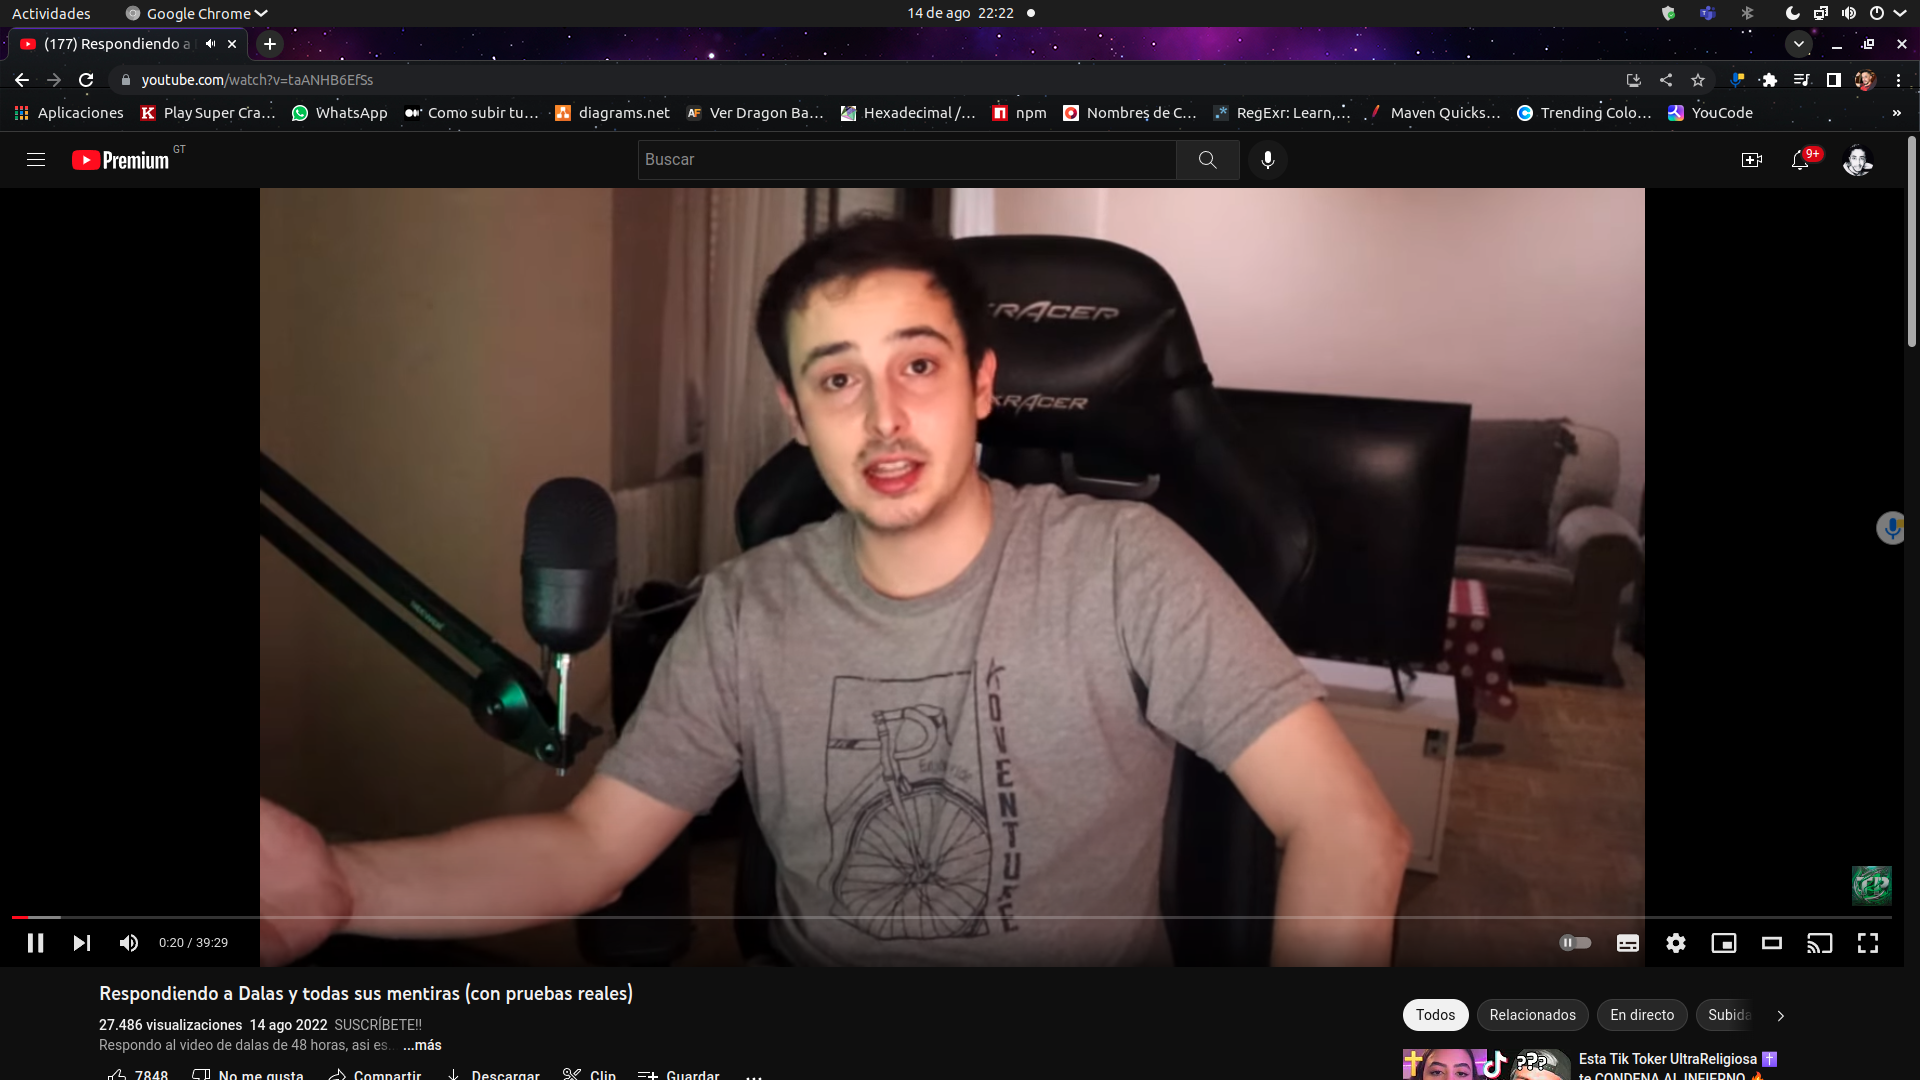 Actividades Google Chrome 14 de ago 22:22
(177) Respondiendo a
youtube.com/watch?v=taANHB6EfSs
Aplicaciones Play Super Cra… WhatsApp Como subir tu… diagrams.net AF Ver Dragon Ba… Hexadecimal /… npm Nombres de C… RegExr: Learn,… Maven Quicks… Trending Colo… YouCode »
Premium GT Buscar 9+
XRACER
XRACER
ADVENTURE
0:20 / 39:29
Respondiendo a Dalas y todas sus mentiras (con pruebas reales)
27.486 visualizaciones 14 ago 2022 SUSCRÍBETE!!
Respondo al video de dalas de 48 horas, asi es… ...más
7848 No me gusta Compartir Descargar Clip Guardar
Todos Relacionados En directo Subida
???
Esta Tik Toker UltraReligiosa
te CONDENA AL INFIERNO